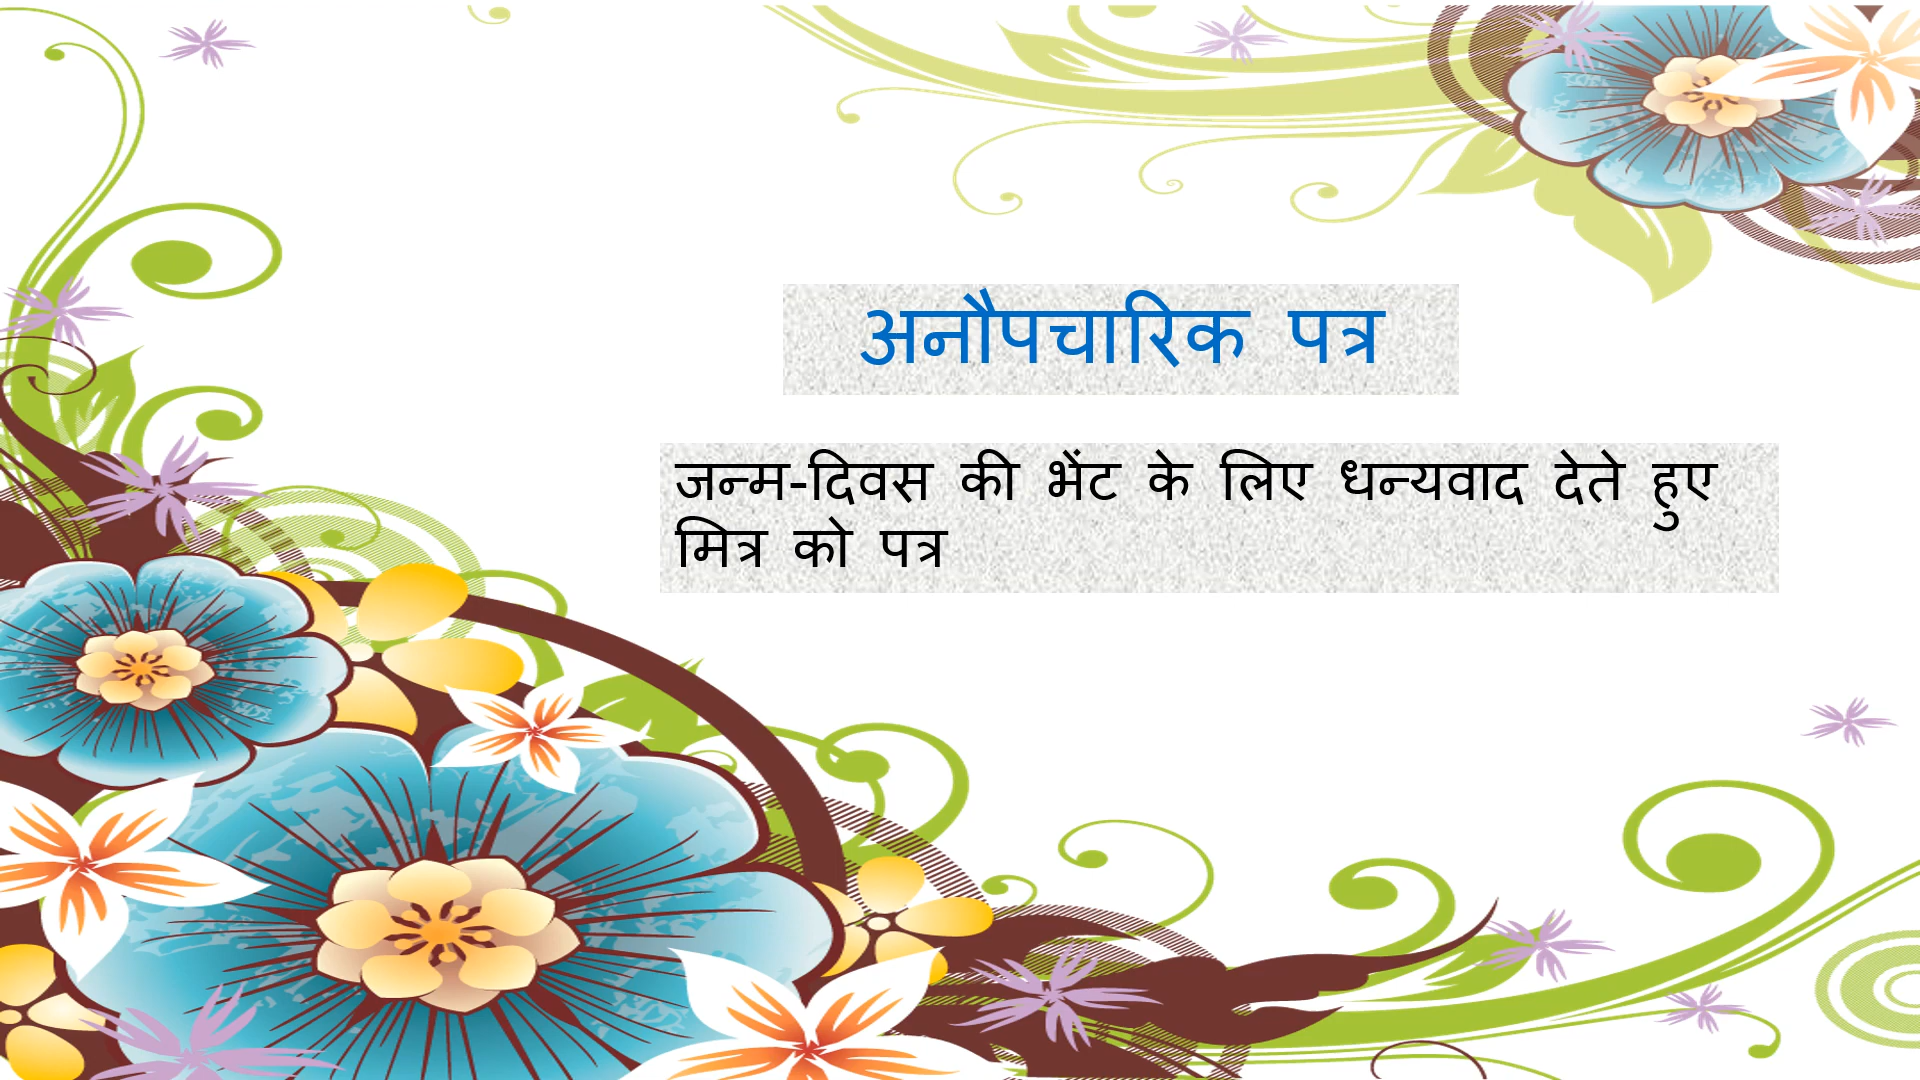 अनौपचारिक पत्र
जन्म-दिवस की भेंट के लिए धन्यवाद देते हुए
मित्र को पत्र